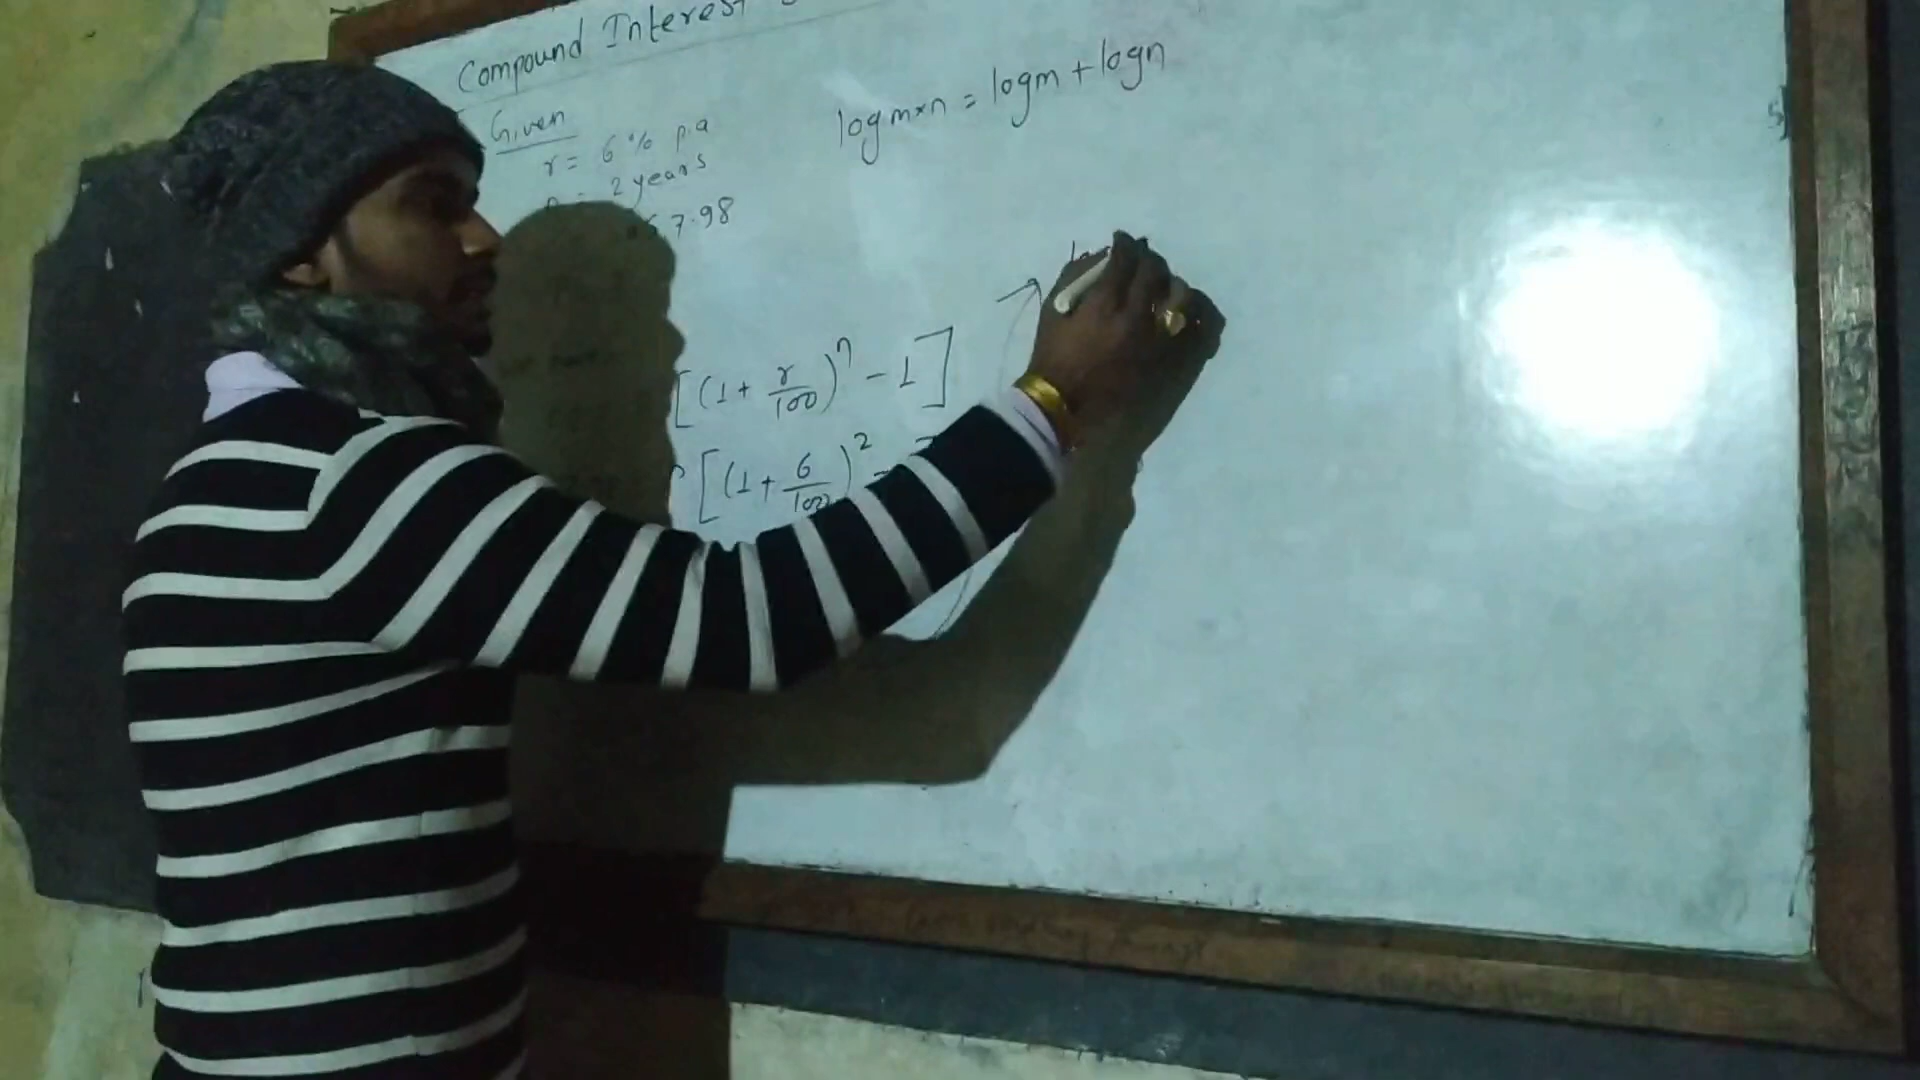 Compound Interest
Given
r = 6 % p.a
2 years
7.98
log m×n = log m + log n
[(1 + r/100)^n - 1]
[(1 + 6/100)^2 -